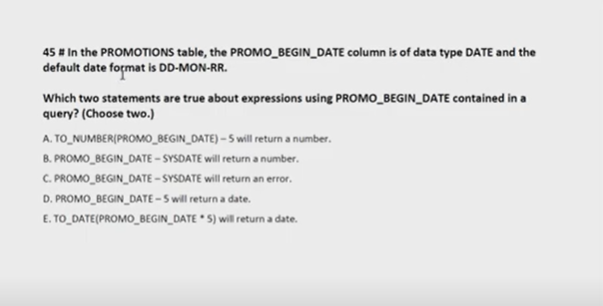 45 # In the PROMOTIONS table, the PROMO_BEGIN_DATE column is of data type DATE and the
default date format is DD-MON-RR.
Which two statements are true about expressions using PROMO_BEGIN_DATE contained in a
query? (Choose two.)
A. TO_NUMBER(PROMO_BEGIN_DATE) – 5 will return a number.
B. PROMO_BEGIN_DATE – SYSDATE will return a number.
C. PROMO_BEGIN_DATE – SYSDATE will return an error.
D. PROMO_BEGIN_DATE – 5 will return a date.
E. TO_DATE(PROMO_BEGIN_DATE * 5) will return a date.